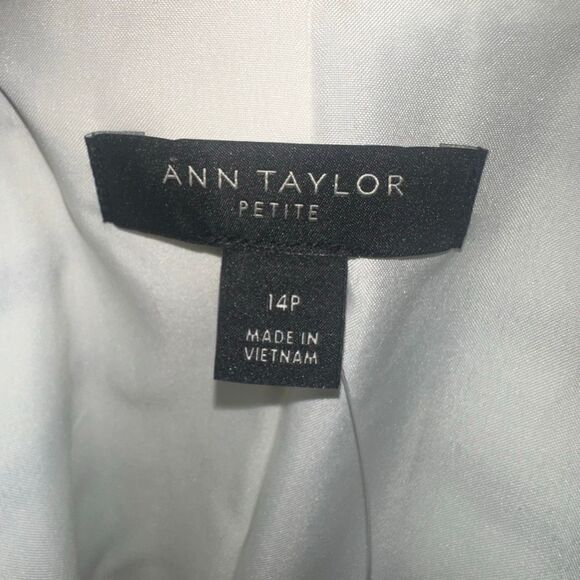 ANN TAYLOR
PETITE
14P
MADE IN
VIETNAM